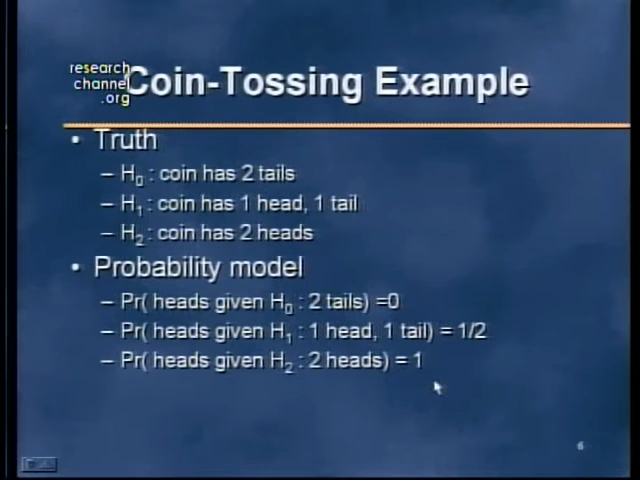 research
channel
.org
Coin-Tossing Example
• Truth
– H₀ : coin has 2 tails
– H₁ : coin has 1 head, 1 tail
– H₂ : coin has 2 heads
• Probability model
– Pr( heads given H₀ : 2 tails) =0
– Pr( heads given H₁ : 1 head, 1 tail) = 1/2
– Pr( heads given H₂ : 2 heads) = 1
6